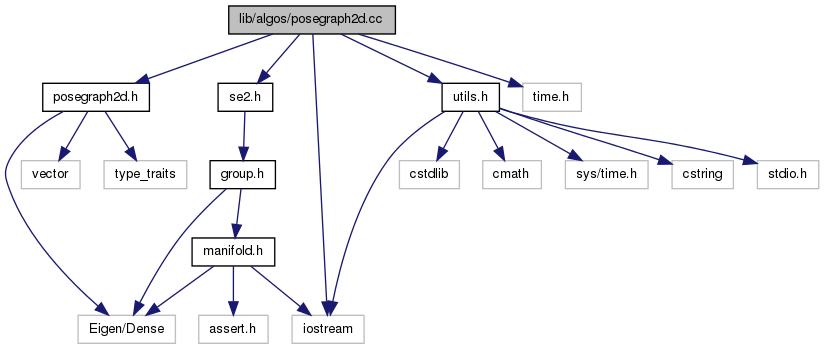 lib/algos/posegraph2d.cc
posegraph2d.h
se2.h
utils.h
time.h
vector
type_traits
group.h
cstdlib
cmath
sys/time.h
cstring
stdio.h
manifold.h
Eigen/Dense
assert.h
iostream